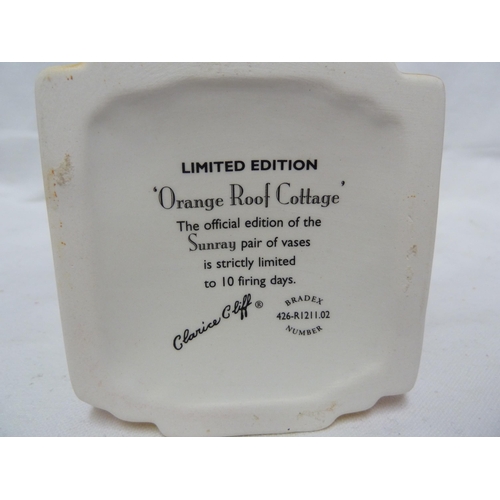 LIMITED EDITION
'Orange Roof Cottage'
The official edition of the
Sunray pair of vases
is strictly limited
to 10 firing days.
Clarice Cliff ®
BRADEX
426-R1211.02
NUMBER